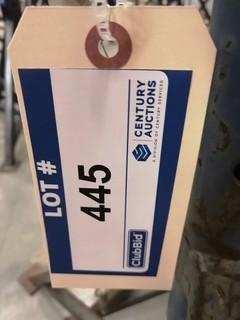 LOT #
445
CENTURY
AUCTIONS
A DIVISION OF CENTURY SERVICES
ClubBid